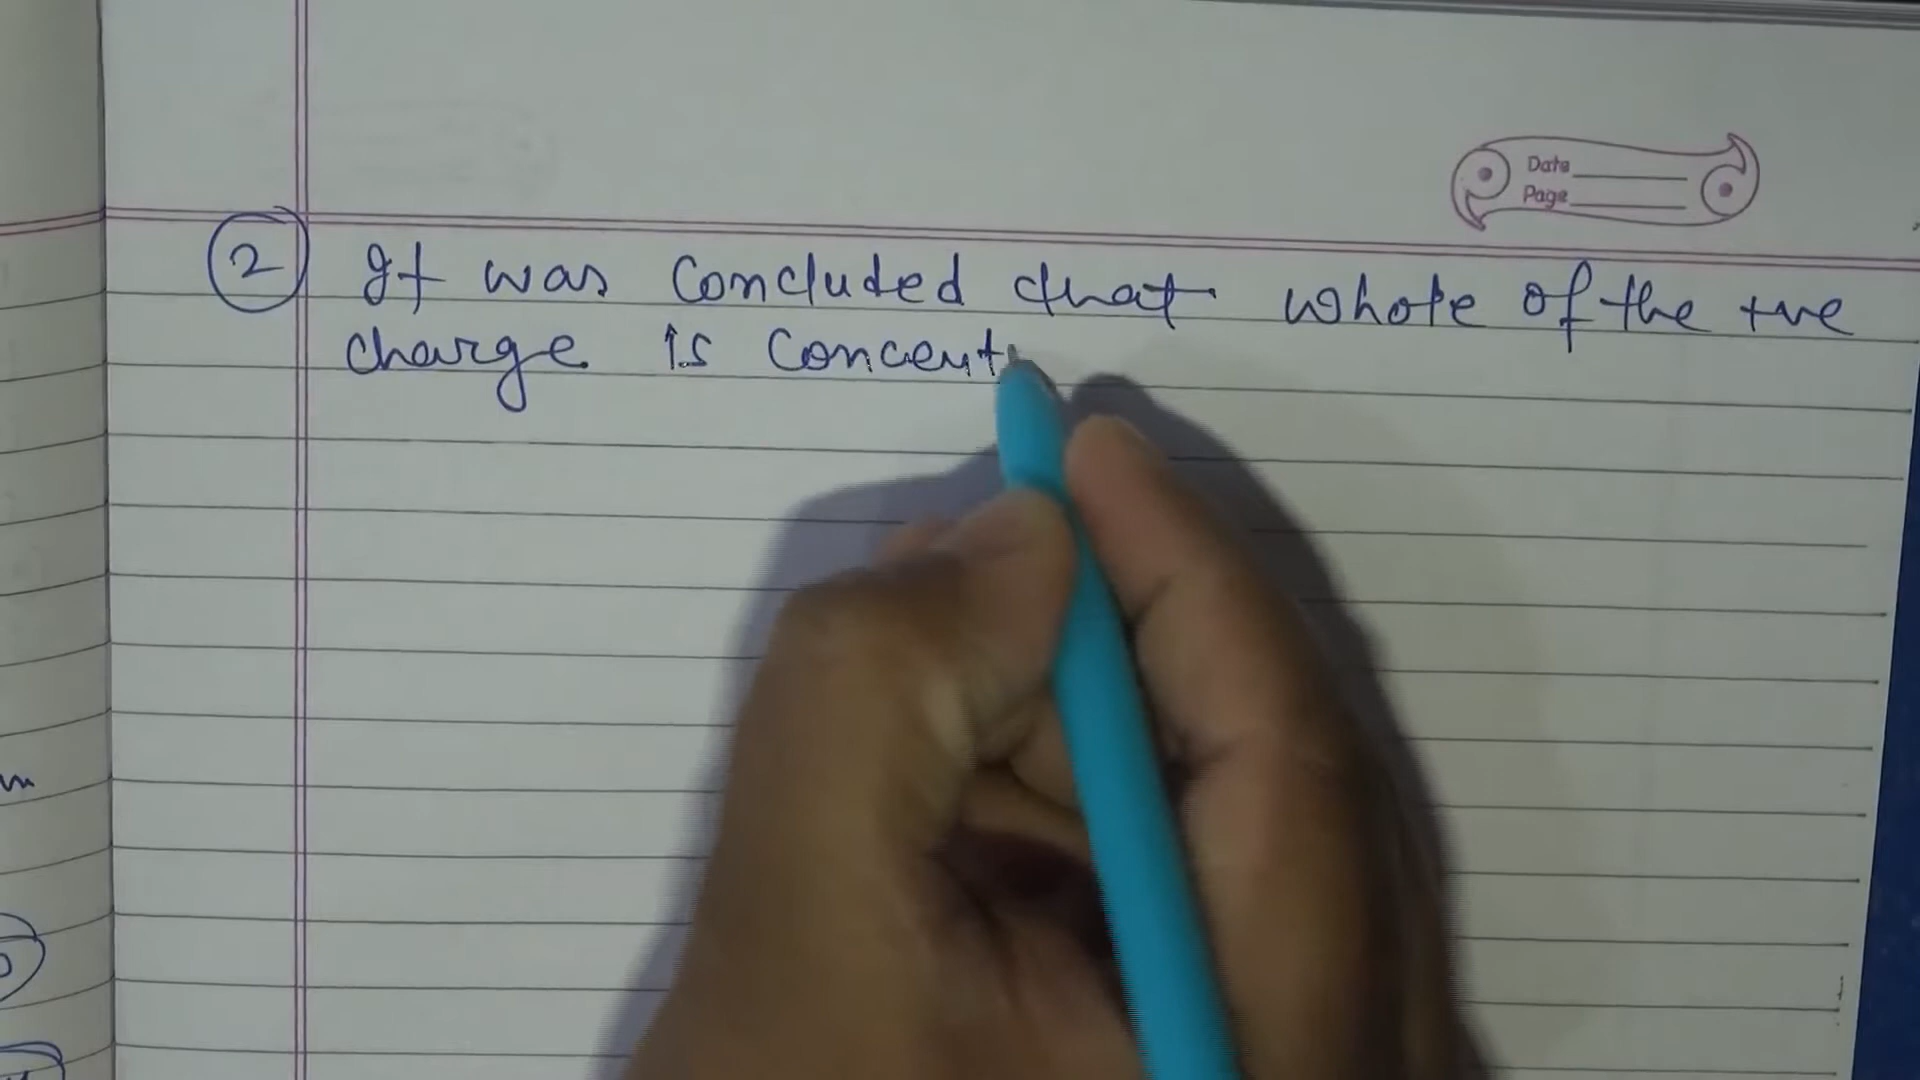 Date
Page
2 It was concluded that whole of the +ve
charge is concent
m